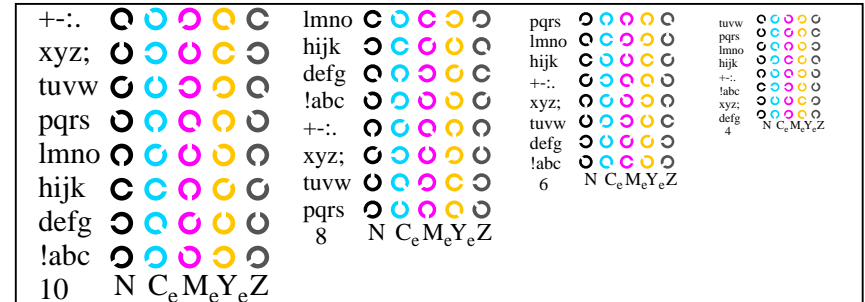 +-:.
xyz;
tuvw
pqrs
lmno
hijk
defg
!abc
10 N CeMeYeZ
lmno
hijk
defg
!abc
+-:.
xyz;
tuvw
pqrs
8 N CeMeYeZ
pqrs
lmno
hijk
+-:.
xyz;
tuvw
defg
!abc
6 N CeMeYeZ
tuvw
pqrs
lmno
hijk
+-:.
!abc
xyz;
defg
4 N CeMeYeZ